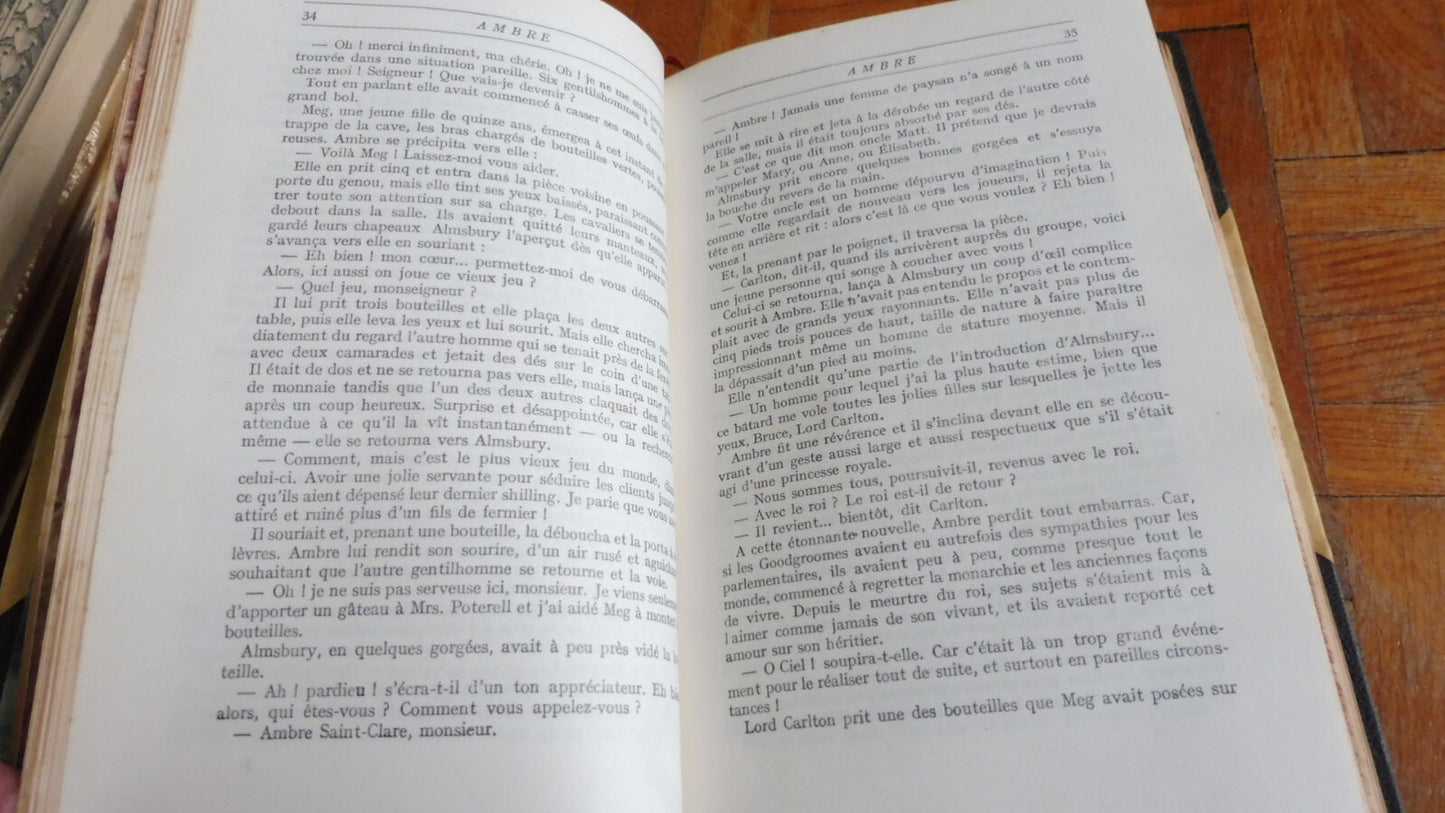 34
AMBRE
— Oh ! merci infiniment, ma chérie. Oh ! je ne me suis
trouvée dans une situation pareille. Six gentilshommes à la
chez moi ! Seigneur ! Que vais-je devenir ?
Tout en parlant elle avait commencé à casser ses œufs dans
grand bol.
Meg, une jeune fille de quinze ans, émergea à cet instant de
trappe de la cave, les bras chargés de bouteilles vertes,
reuses. Ambre se précipita vers elle :
— Voilà Meg ! Laissez-moi vous aider.
Elle en prit cinq et entra dans la pièce voisine en poussant
porte du genou, mais elle tint ses yeux baissés, paraissant
trer toute son attention sur sa charge. Les cavaliers se
debout dans la salle. Ils avaient quitté leurs manteaux,
gardé leurs chapeaux Almsbury l'aperçut dès qu'elle
s'avança vers elle en souriant :
— Eh bien ! mon cœur... permettez-moi de vous
Alors, ici aussi on joue ce vieux jeu ?
— Quel jeu, monseigneur ?
Il lui prit trois bouteilles et elle plaça les deux autres
table, puis elle leva les yeux et lui sourit. Mais elle chercha
diatement du regard l'autre homme qui se tenait près de la
avec deux camarades et jetait des dés sur le coin d'une
Il était de dos et ne se retourna pas vers elle, mais lança une
de monnaie tandis que l'un des deux autres claquait des
après un coup heureux. Surprise et désappointée, car elle
attendue à ce qu'il la vît instantanément — ou la
même — elle se retourna vers Almsbury.
— Comment, mais c'est le plus vieux jeu du monde,
celui-ci. Avoir une jolie servante pour séduire les clients
ce qu'ils aient dépensé leur dernier shilling. Je parie que vous
attiré et ruiné plus d'un fils de fermier !
Il souriait et, prenant une bouteille, la déboucha et la porta à
lèvres. Ambre lui rendit son sourire, d'un air rusé et
souhaitant que l'autre gentilhomme se retourne et la voie.
— Oh ! je ne suis pas serveuse ici, monsieur. Je viens seulement
d'apporter un gâteau à Mrs. Poterell et j'ai aidé Meg à monter
bouteilles.
Almsbury, en quelques gorgées, avait à peu près vidé la
teille.
— Ah ! pardieu ! s'écra-t-il d'un ton appréciateur. Eh
alors, qui êtes-vous ? Comment vous appelez-vous ?
— Ambre Saint-Clare, monsieur.
35
AMBRE
— Ambre ! Jamais une femme de paysan n'a songé à un nom
pareil !
Elle se mit à rire et jeta à la dérobée un regard de l'autre côté
de la salle, mais il était toujours absorbé par ses dés.
— C'est ce que dit mon oncle Matt. Il prétend que je devrais
m'appeler Mary, ou Anne, ou Élisabeth.
Almsbury prit encore quelques bonnes gorgées et s'essuya
la bouche du revers de la main.
— Votre oncle est un homme dépourvu d'imagination ! Puis
comme elle regardait de nouveau vers les joueurs, il rejeta la
tête en arrière et rit : alors c'est là ce que vous voulez ? Eh bien !
venez !
Et, la prenant par le poignet, il traversa la pièce.
— Carlton, dit-il, quand ils arrivèrent auprès du groupe, voici
une jeune personne qui songe à coucher avec vous !
Celui-ci se retourna, lança à Almsbury un coup d'œil complice
et sourit à Ambre. Elle n'avait pas entendu le propos et le contem-
plait avec de grands yeux rayonnants. Elle n'avait pas plus de
cinq pieds trois pouces de haut, taille de nature à faire paraître
impressionnant même un homme de stature moyenne. Mais il
la dépassait d'un pied au moins.
Elle n'entendit qu'une partie de l'introduction d'Almsbury...
— Un homme pour lequel j'ai la plus haute estime, bien que
ce bâtard me vole toutes les jolies filles sur lesquelles je jette les
yeux, Bruce, Lord Carlton.
Ambre fit une révérence et il s'inclina devant elle en se décou-
vrant d'un geste aussi large et aussi respectueux que s'il s'était
agi d'une princesse royale.
— Nous sommes tous, poursuivit-il, revenus avec le roi.
— Avec le roi ? Le roi est-il de retour ?
— Il revient... bientôt, dit Carlton.
A cette étonnante nouvelle, Ambre perdit tout embarras. Car,
si les Goodgroomes avaient eu autrefois des sympathies pour les
parlementaires, ils avaient peu à peu, comme presque tout le
monde, commencé à regretter la monarchie et les anciennes façons
de vivre. Depuis le meurtre du roi, ses sujets s'étaient mis à
l'aimer comme jamais de son vivant, et ils avaient reporté cet
amour sur son héritier.
— O Ciel ! soupira-t-elle. Car c'était là un trop grand événe-
ment pour le réaliser tout de suite, et surtout en pareilles circons-
tances !
Lord Carlton prit une des bouteilles que Meg avait posées sur